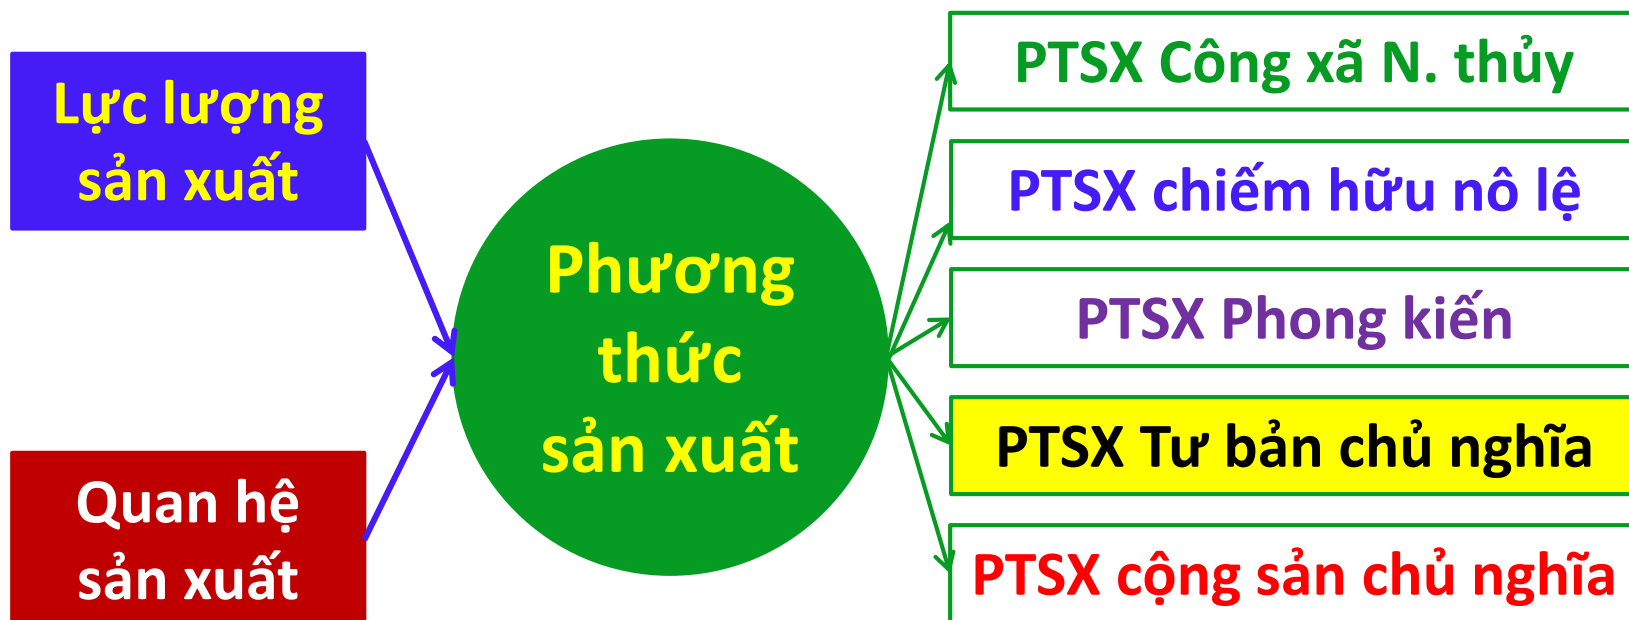 Lực lượng
sản xuất
Quan hệ
sản xuất
Phương
thức
sản xuất
PTSX Công xã N. thủy
PTSX chiếm hữu nô lệ
PTSX Phong kiến
PTSX Tư bản chủ nghĩa
PTSX cộng sản chủ nghĩa